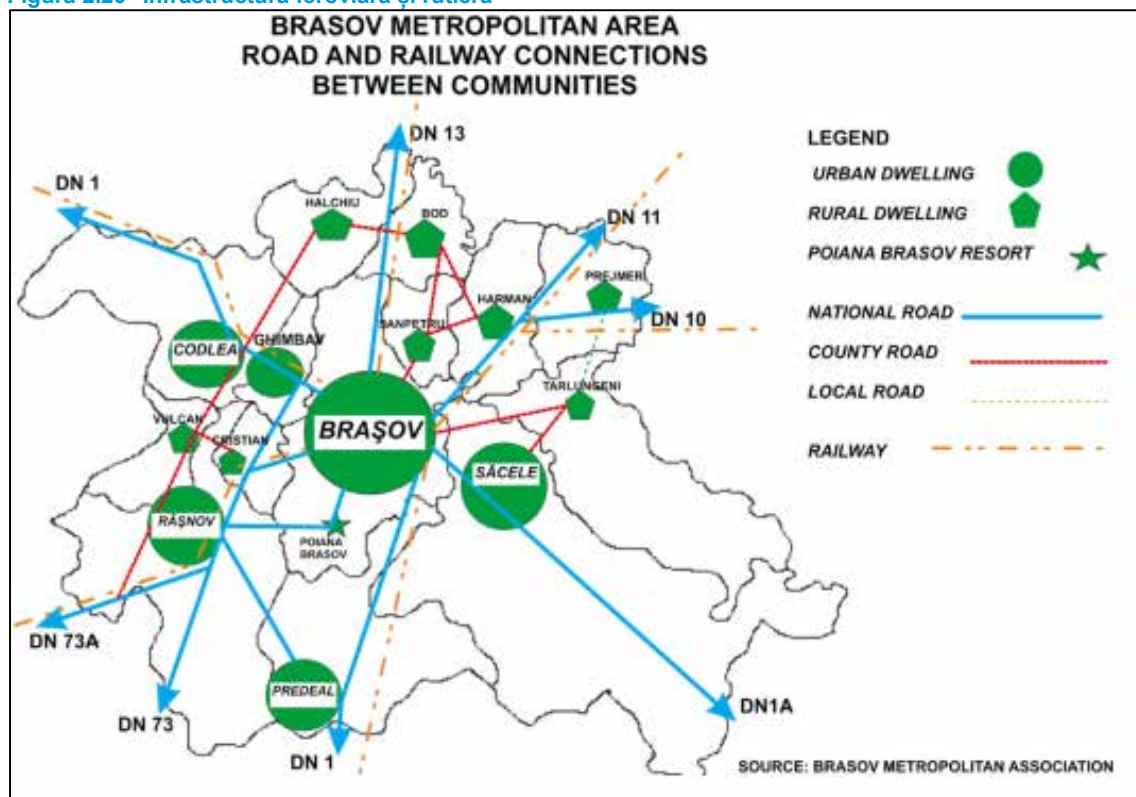 Figura 2.20 Infrastructura feroviară și rutieră
BRASOV METROPOLITAN AREA
ROAD AND RAILWAY CONNECTIONS
BETWEEN COMMUNITIES
DN 13
DN 1
HALCHIU
BOD
DN 11
PREJMER
HARMAN
DN 10
SANPETRU
GHIMBAV
CODLEA
TARLUNGENI
VULCAN
CRISTIAN
BRAŞOV
SĂCELE
RÂŞNOV
POIANA
BRASOV
DN 73A
PREDEAL
DN 73
DN 1
DN1A
LEGEND
URBAN DWELLING
RURAL DWELLING
POIANA BRASOV RESORT
NATIONAL ROAD
COUNTY ROAD
LOCAL ROAD
RAILWAY
SOURCE: BRASOV METROPOLITAN ASSOCIATION